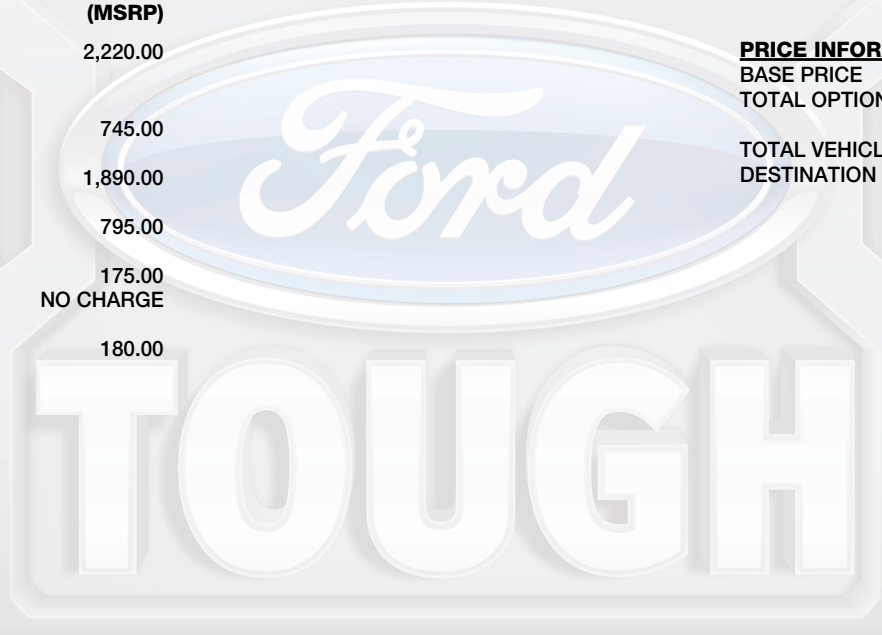 (MSRP)
2,220.00
745.00
1,890.00
795.00
175.00
NO CHARGE
180.00
PRICE INFOR
BASE PRICE
TOTAL OPTION
TOTAL VEHICL
DESTINATION
Ford
TOUGH